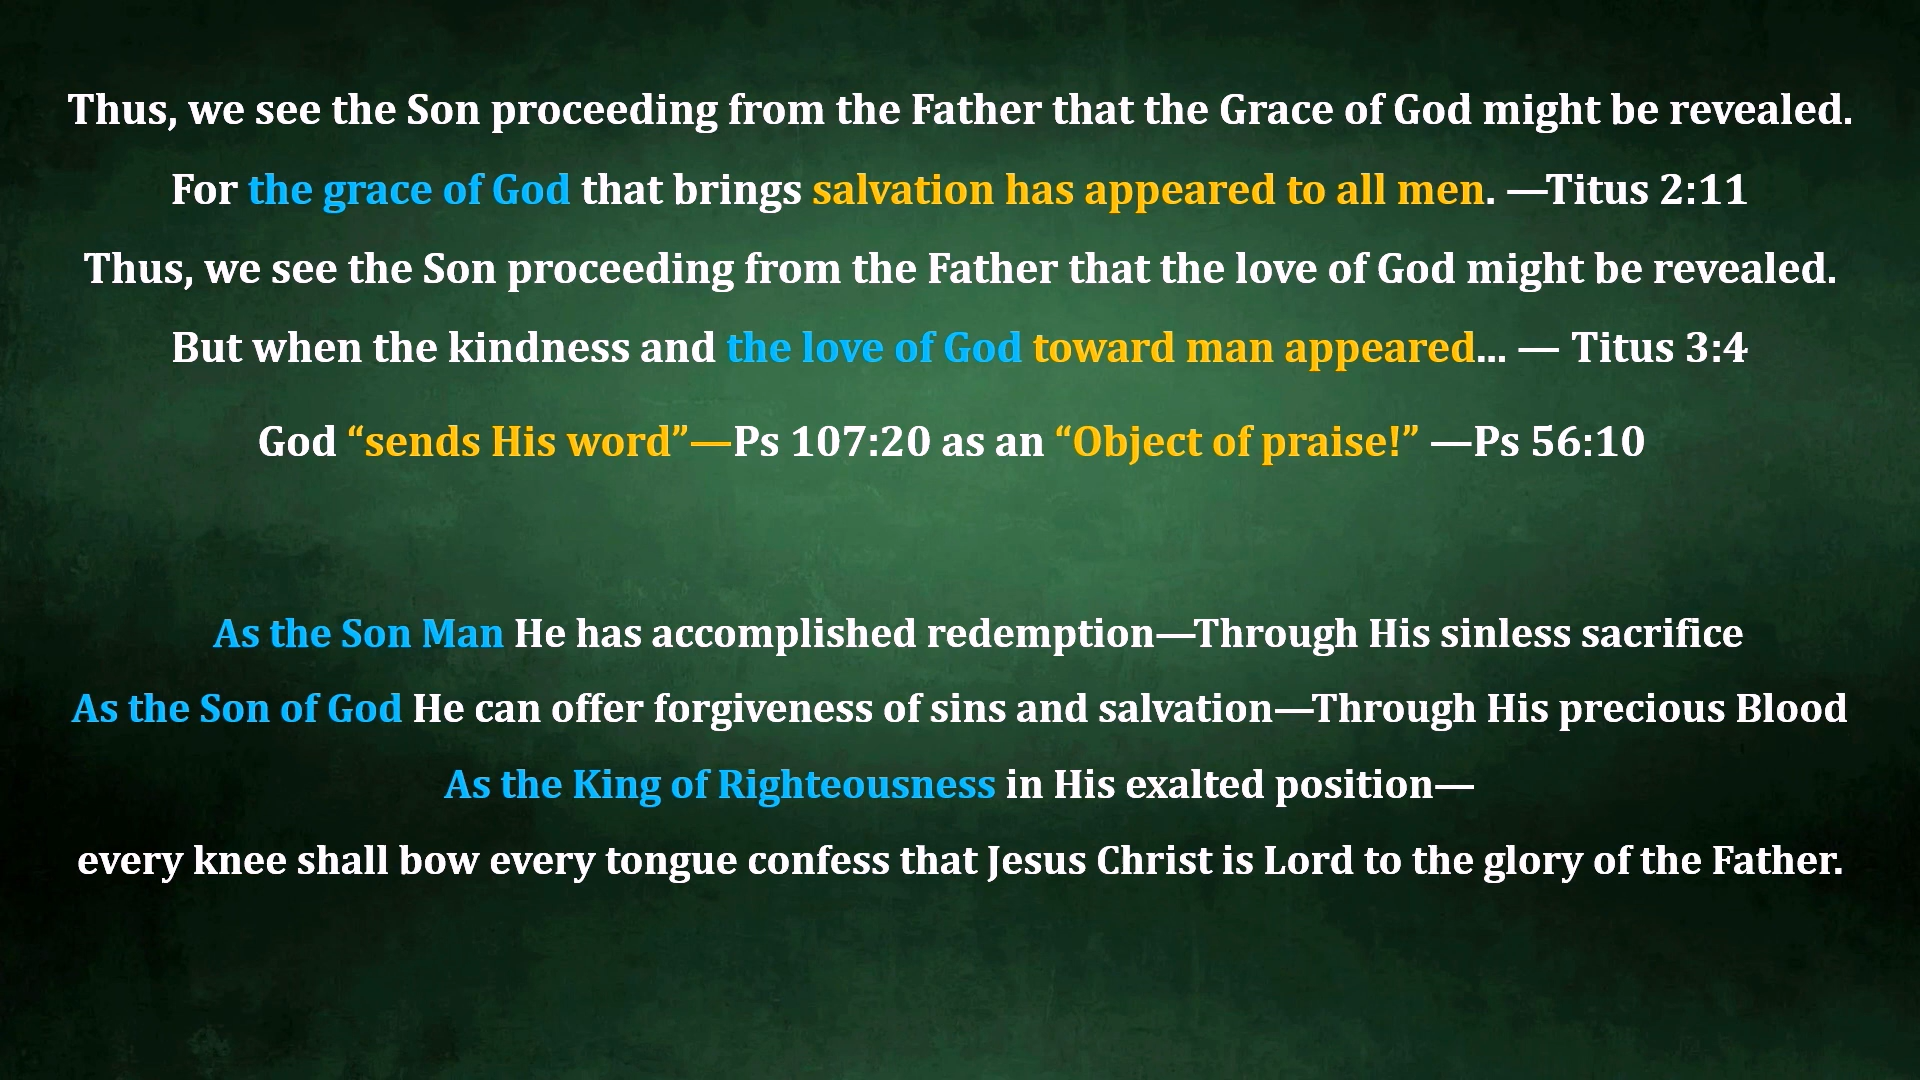 Thus, we see the Son proceeding from the Father that the Grace of God might be revealed.
For the grace of God that brings salvation has appeared to all men. —Titus 2:11
Thus, we see the Son proceeding from the Father that the love of God might be revealed.
But when the kindness and the love of God toward man appeared... — Titus 3:4
God “sends His word”—Ps 107:20 as an “Object of praise!” —Ps 56:10
As the Son Man He has accomplished redemption—Through His sinless sacrifice
As the Son of God He can offer forgiveness of sins and salvation—Through His precious Blood
As the King of Righteousness in His exalted position—
every knee shall bow every tongue confess that Jesus Christ is Lord to the glory of the Father.